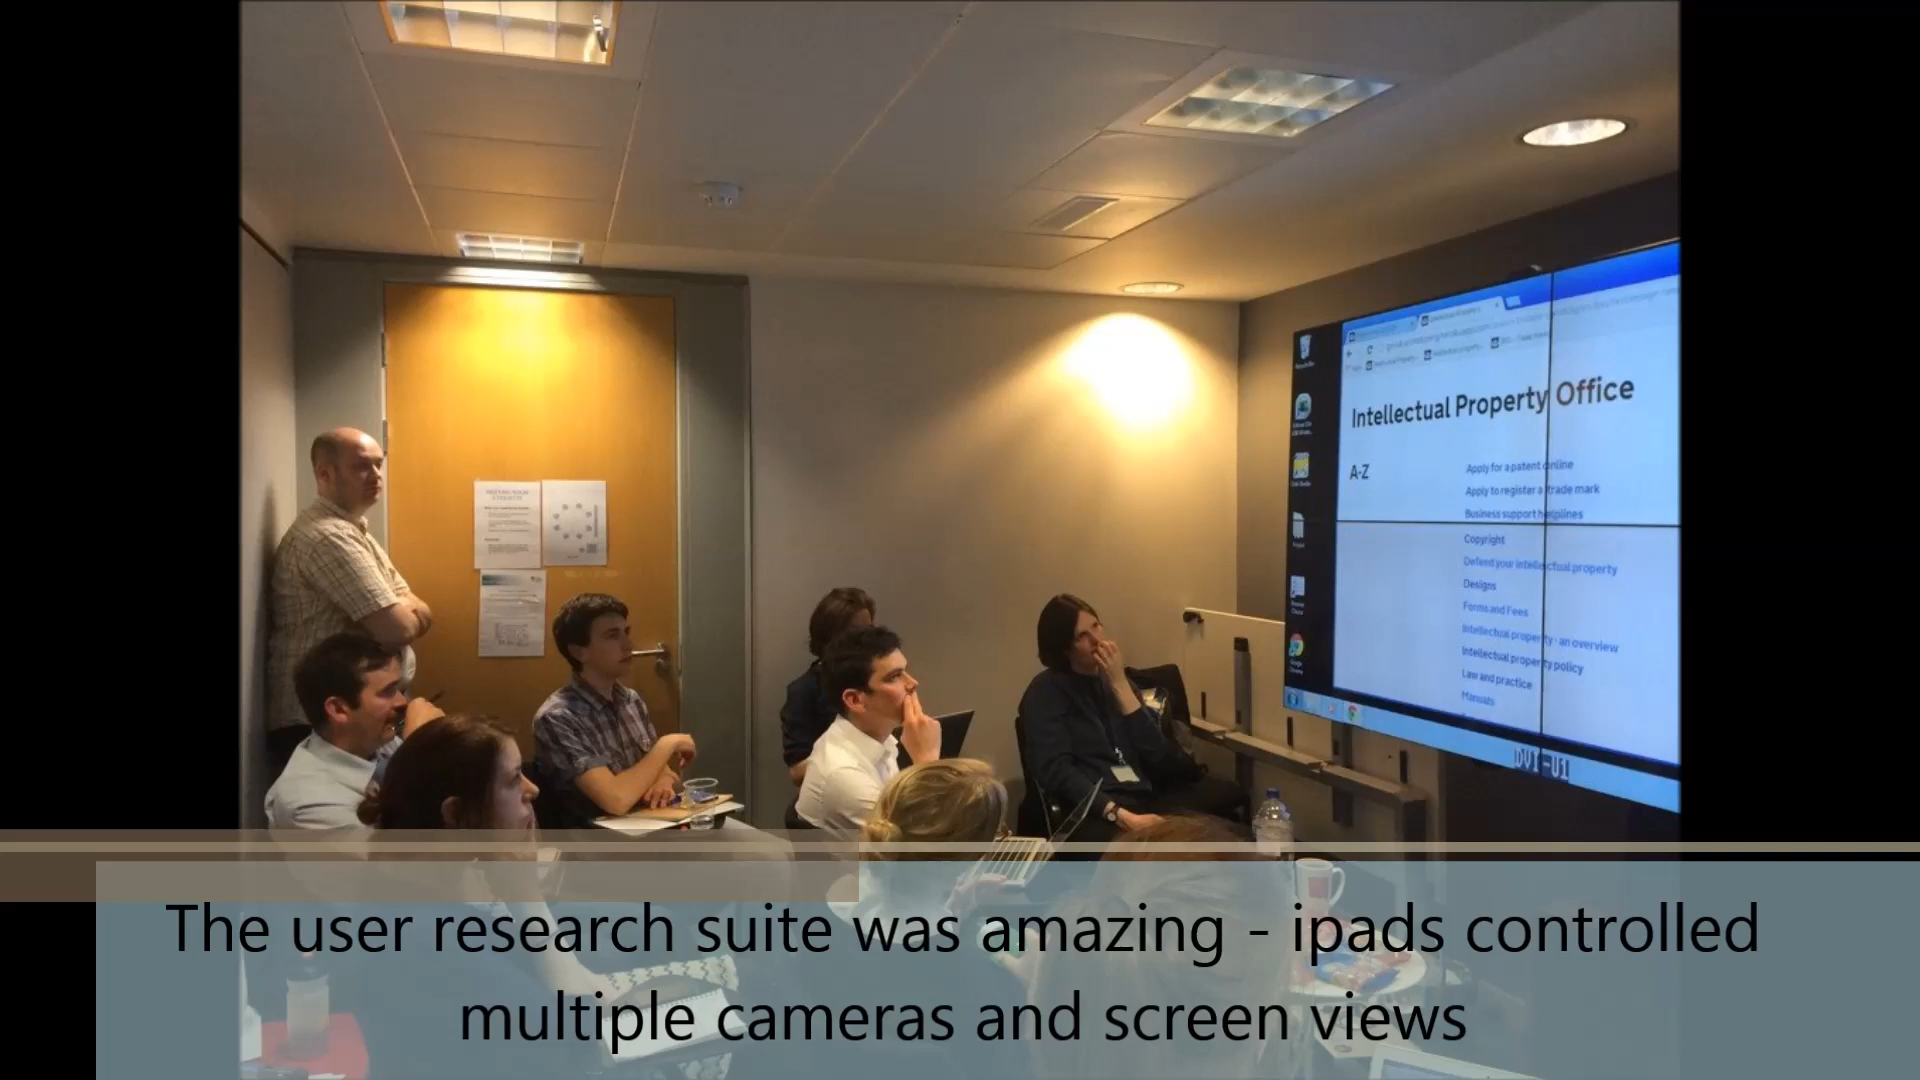 Intellectual Property Office
A-Z
Apply for a patent online
Apply to register a trade mark
Business support helplines
Copyright
Defend your intellectual property
Designs
Forms and Fees
Intellectual property - an overview
Intellectual property policy
Law and practice
Manuals
DVI-U1
The user research suite was amazing - ipads controlled
multiple cameras and screen views